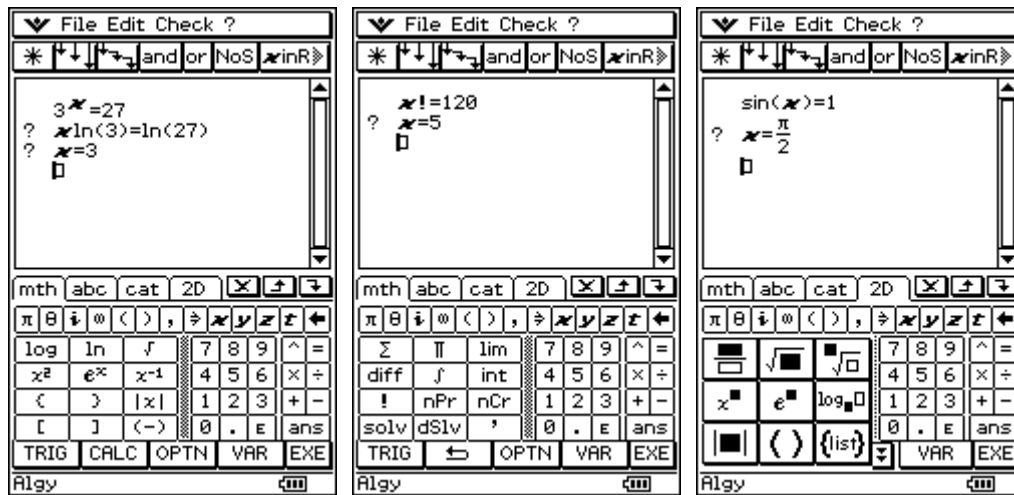 File Edit Check ?
and or NoS xinR
3^x=27
? xln(3)=ln(27)
? x=3
mth abc cat 2D
π θ i ∞ ( ) , ⇒ x y z t
log ln √ 7 8 9 ^ =
x² eˣ x⁻¹ 4 5 6 × ÷
( ) |x| 1 2 3 + −
[ ] (−) 0 . E ans
TRIG CALC OPTN VAR EXE
Algy
File Edit Check ?
and or NoS xinR
x!=120
? x=5
mth abc cat 2D
π θ i ∞ ( ) , ⇒ x y z t
Σ Π lim 7 8 9 ^ =
diff ∫ int 4 5 6 × ÷
! nPr nCr 1 2 3 + −
solv dSlv ' 0 . E ans
TRIG OPTN VAR EXE
Algy
File Edit Check ?
and or NoS xinR
sin(x)=1
? x=π/2
mth abc cat 2D
π θ i ∞ ( ) , ⇒ x y z t
√ √ 7 8 9 ^ =
x e log 4 5 6 × ÷
| | ( ) {list} 1 2 3 + −
0 . E ans
VAR EXE
Algy